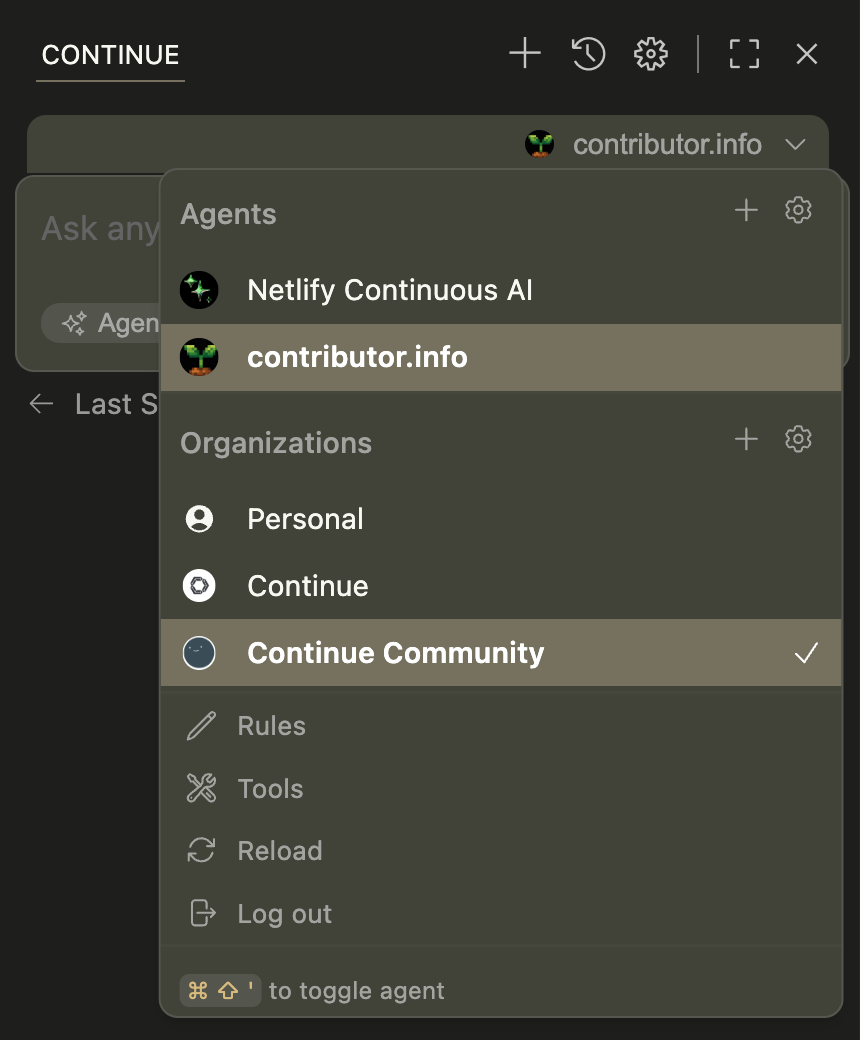 CONTINUE
contributor.info
Ask any
Agen
Last S
Agents
Netlify Continuous AI
contributor.info
Organizations
Personal
Continue
Continue Community
Rules
Tools
Reload
Log out
⌘ ⇧ ' to toggle agent